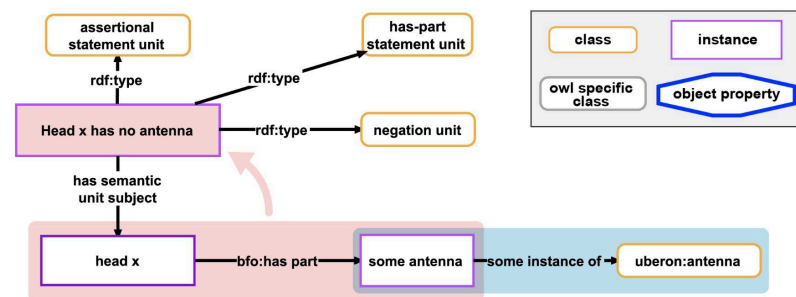 assertional
statement unit
has-part
statement unit
class
instance
rdf:type
rdf:type
owl specific
class
object property
Head x has no antenna
rdf:type
negation unit
has semantic
unit subject
head x
bfo:has part
some antenna
some instance of
uberon:antenna